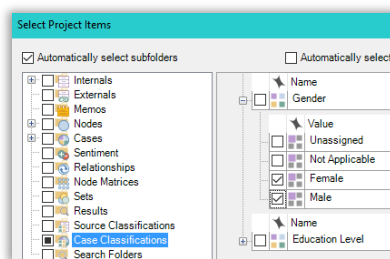 Select Project Items
Automatically select subfolders
Automatically select
Internals
Externals
Memos
Nodes
Cases
Sentiment
Relationships
Node Matrices
Sets
Results
Source Classifications
Case Classifications
Search Folders
Name
Gender
Value
Unassigned
Not Applicable
Female
Male
Name
Education Level